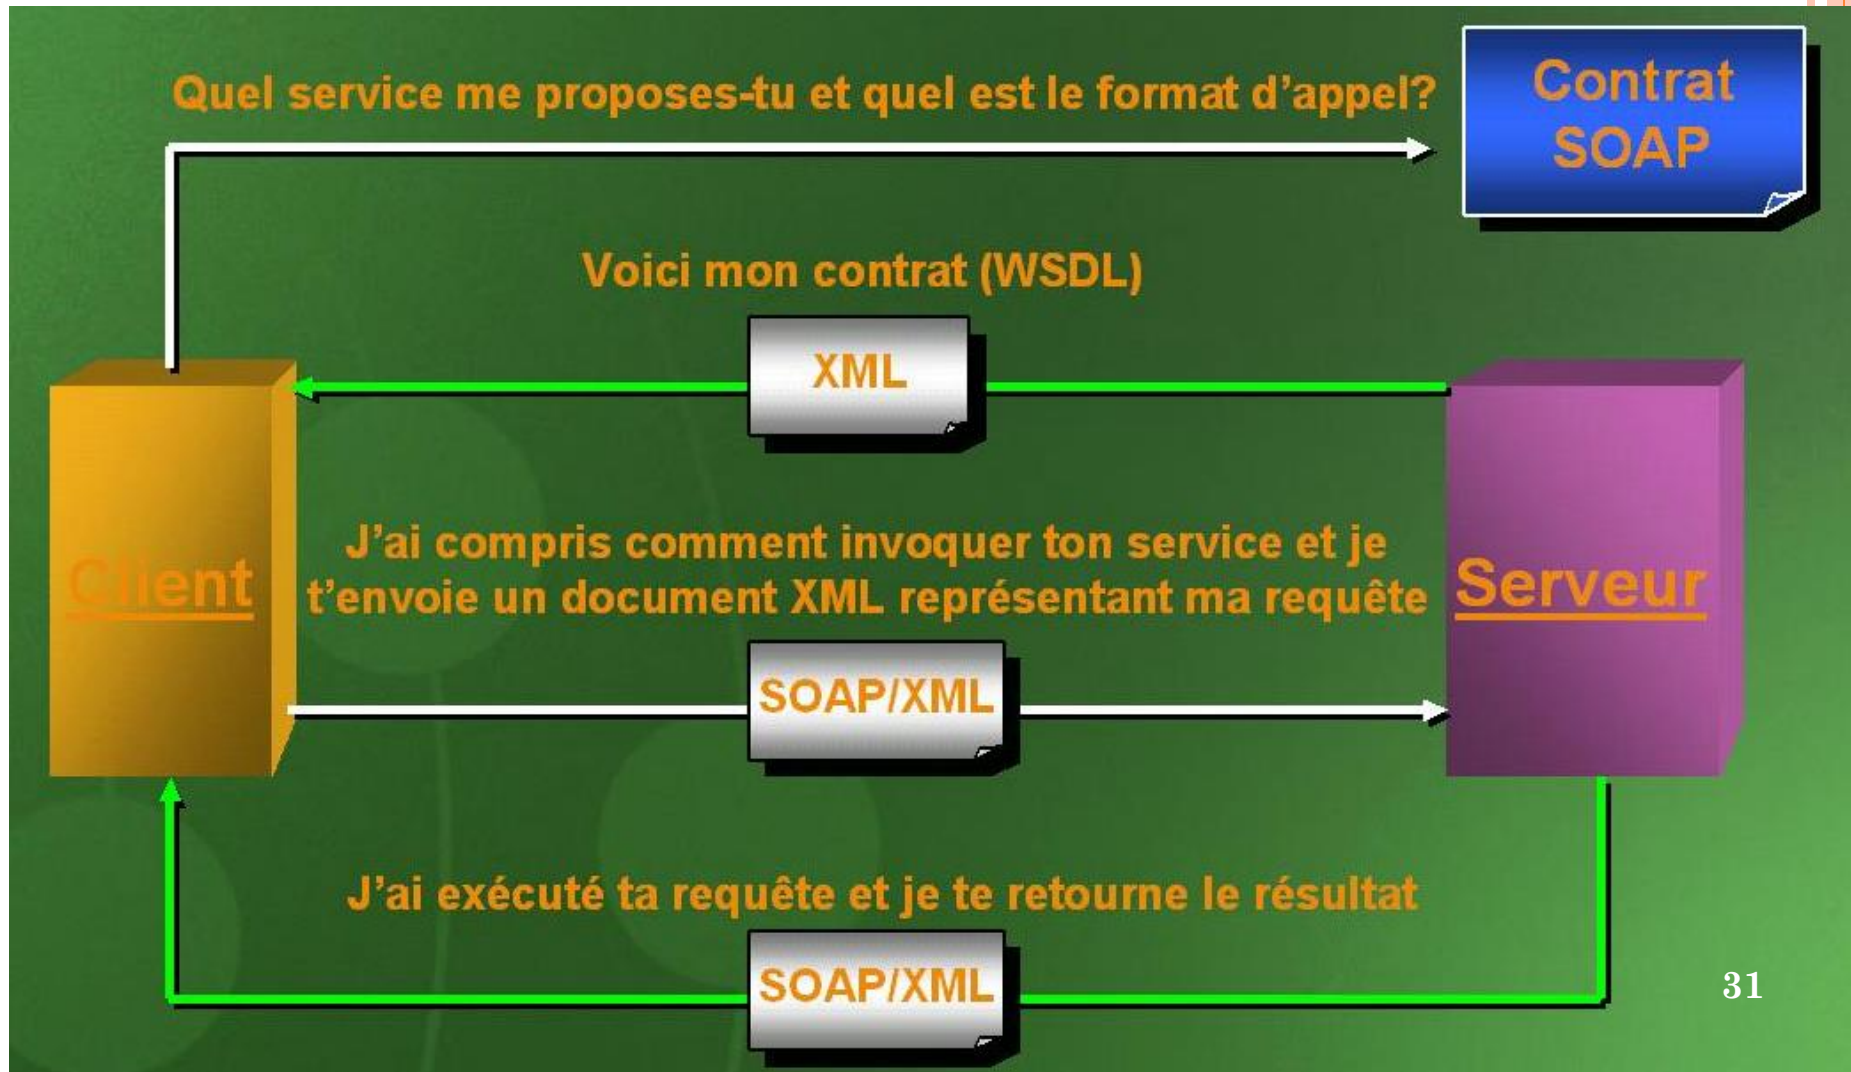 Quel service me proposes-tu et quel est le format d'appel?
Contrat
SOAP
Voici mon contrat (WSDL)
XML
J'ai compris comment invoquer ton service et je
t'envoie un document XML représentant ma requête
Client
Serveur
SOAP/XML
J'ai exécuté ta requête et je te retourne le résultat
SOAP/XML
31